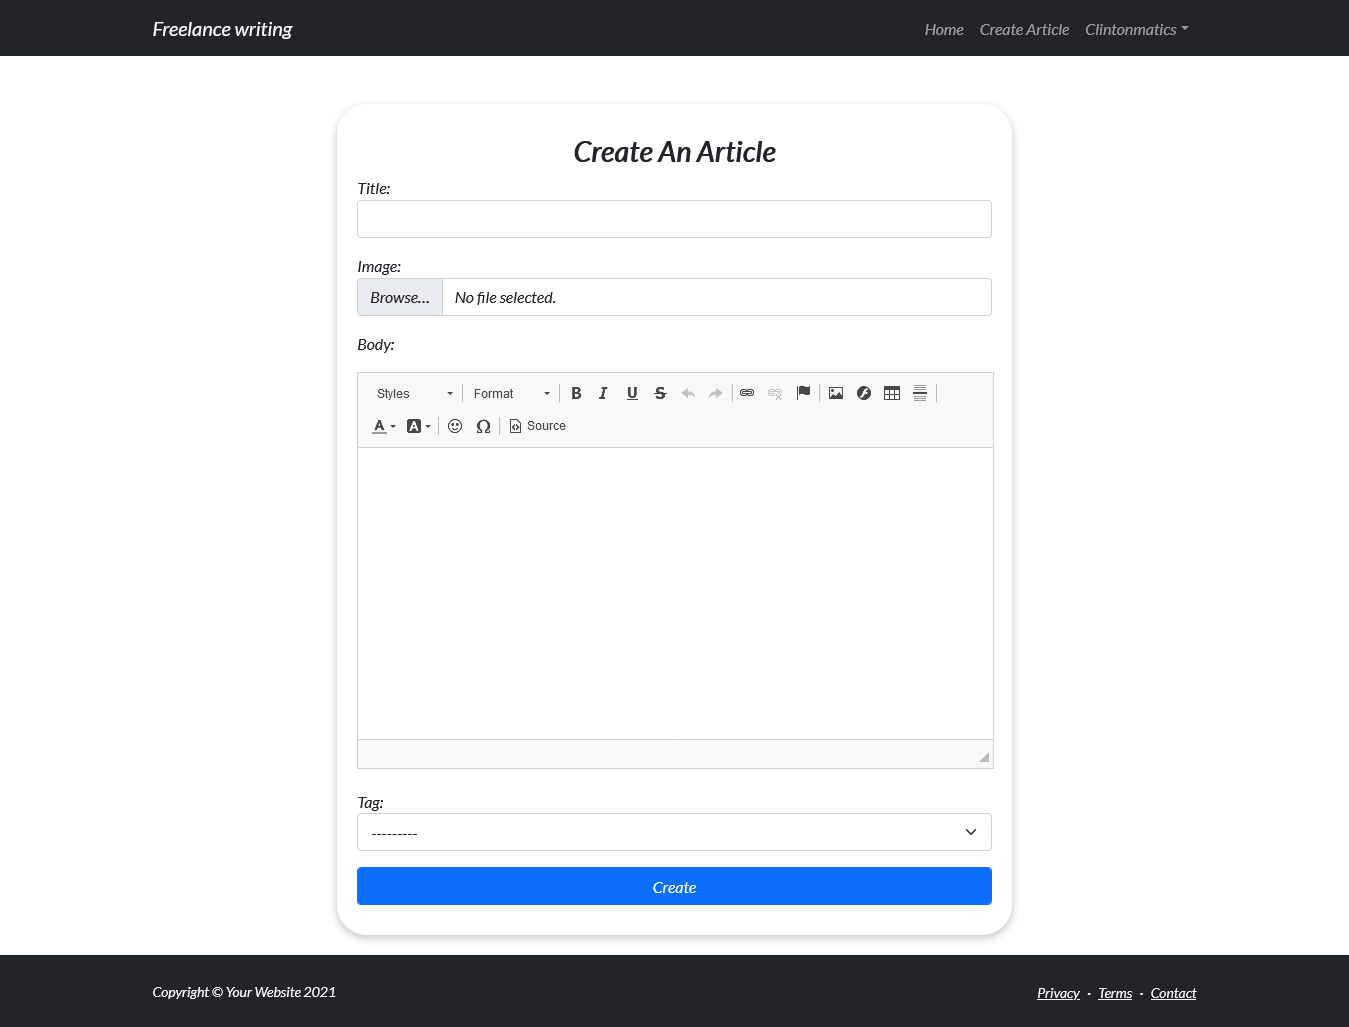 Freelance writing
Home Create Article Clintonmatics
Create An Article
Title:
Image:
Browse... No file selected.
Body:
Styles Format B I U S
A A Ω Source
Tag:
---------
Create
Copyright © Your Website 2021
Privacy · Terms · Contact